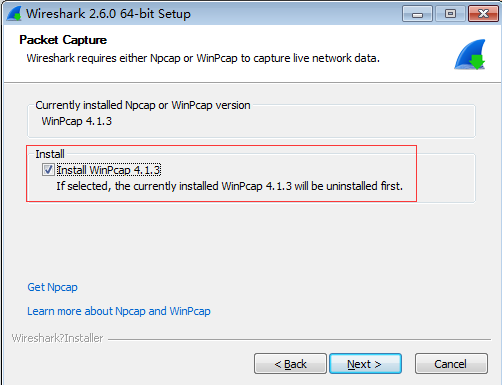 Wireshark 2.6.0 64-bit Setup
Packet Capture
Wireshark requires either Npcap or WinPcap to capture live network data.
Currently installed Npcap or WinPcap version
WinPcap 4.1.3
Install
Install WinPcap 4.1.3
If selected, the currently installed WinPcap 4.1.3 will be uninstalled first.
Get Npcap
Learn more about Npcap and WinPcap
Wireshark?Installer
< Back
Next >
Cancel